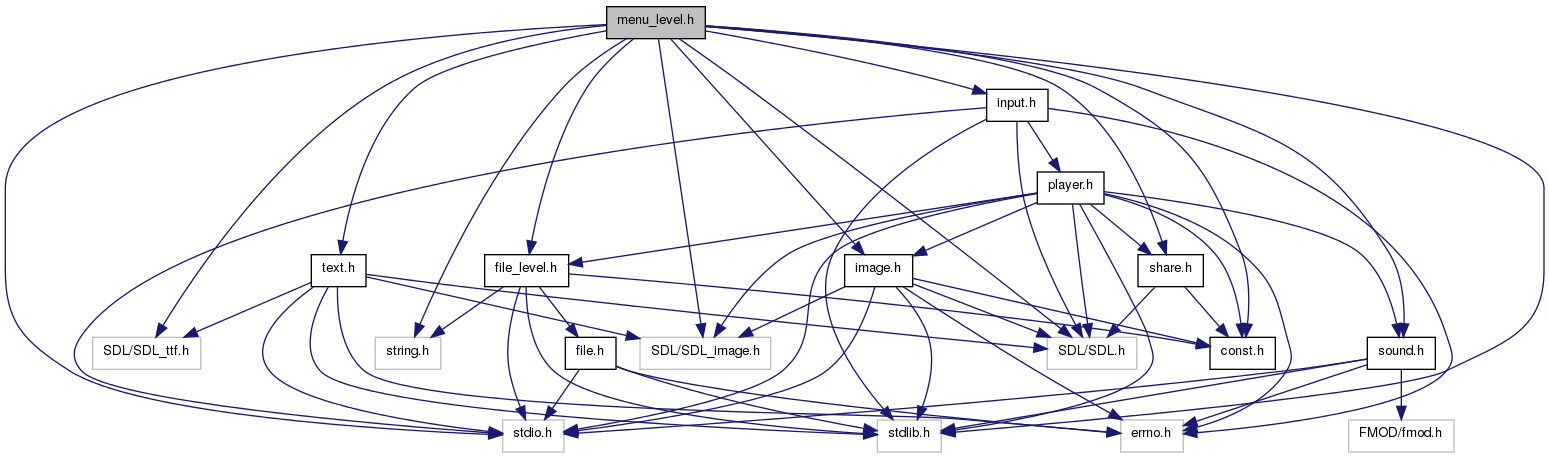 menu_level.h
input.h
player.h
text.h
file_level.h
image.h
share.h
SDL/SDL_ttf.h
string.h
file.h
SDL/SDL_image.h
SDL/SDL.h
const.h
sound.h
stdio.h
stdlib.h
errno.h
FMOD/fmod.h